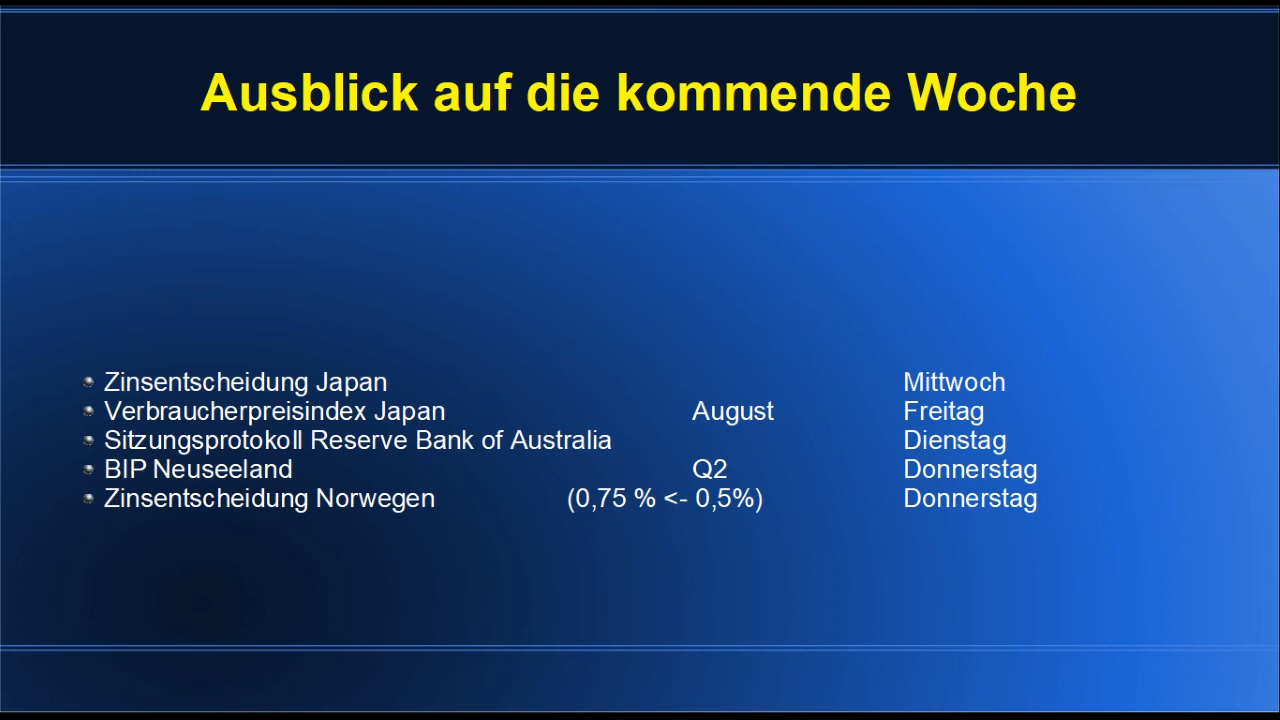 Ausblick auf die kommende Woche
Zinsentscheidung Japan Mittwoch
Verbraucherpreisindex Japan August Freitag
Sitzungsprotokoll Reserve Bank of Australia Dienstag
BIP Neuseeland Q2 Donnerstag
Zinsentscheidung Norwegen (0,75 % <- 0,5%) Donnerstag